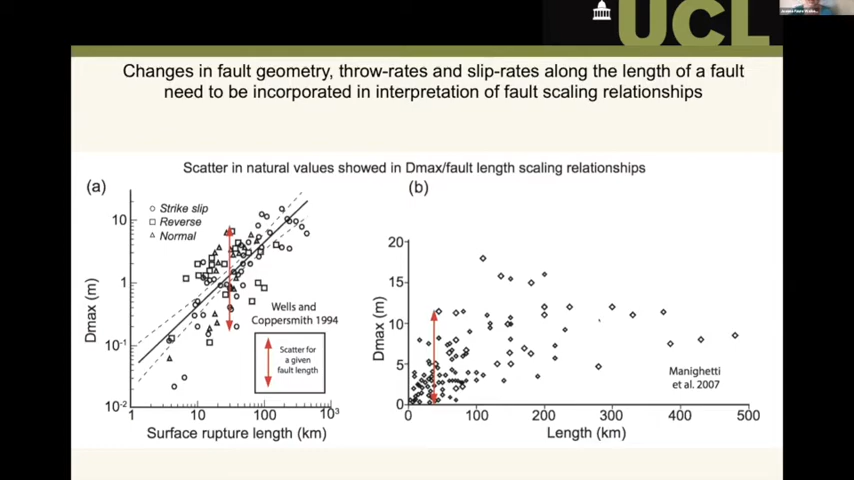 UCL
Changes in fault geometry, throw-rates and slip-rates along the length of a fault
need to be incorporated in interpretation of fault scaling relationships
Scatter in natural values showed in Dmax/fault length scaling relationships
(a)
Strike slip
Reverse
Normal
10
1
10-1
10-2
Dmax (m)
Wells and
Coppersmith 1994
Scatter for
a given
fault length
1
10
100
10³
Surface rupture length (km)
(b)
20
15
10
5
0
Dmax (m)
Manighetti
et al. 2007
0
100
200
300
400
500
Length (km)